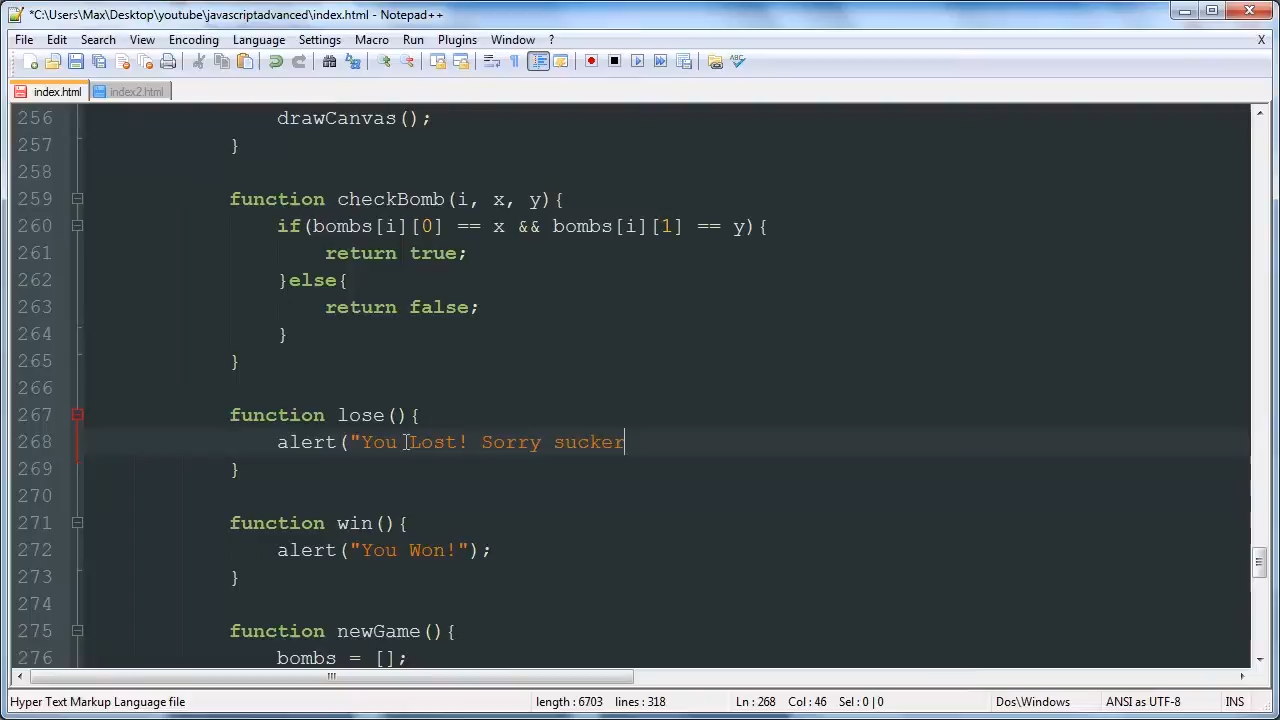 *C:\Users\Max\Desktop\youtube\javascriptadvanced\index.html - Notepad++
File Edit Search View Encoding Language Settings Macro Run Plugins Window ? X
index.html index2.html
256 drawCanvas();
257 }
258
259 function checkBomb(i, x, y){
260 if(bombs[i][0] == x && bombs[i][1] == y){
261 return true;
262 }else{
263 return false;
264 }
265 }
266
267 function lose(){
268 alert("You Lost! Sorry sucker
269 }
270
271 function win(){
272 alert("You Won!");
273 }
274
275 function newGame(){
276 bombs = [];
Hyper Text Markup Language file length : 6703 lines : 318 Ln : 268 Col : 46 Sel : 0 | 0 Dos\Windows ANSI as UTF-8 INS